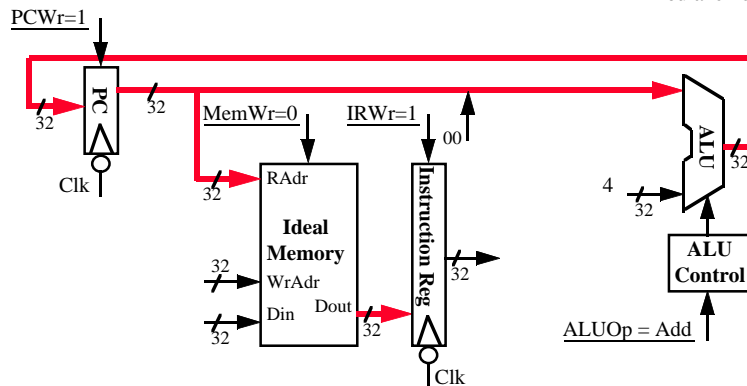 PCWr=1
PC
32
32
Clk
MemWr=0
IRWr=1
00
32
RAdr
Ideal
Memory
32
WrAdr
32
Din
Dout
32
Instruction Reg
32
Clk
4
32
ALU
32
ALU
Control
ALUOp = Add